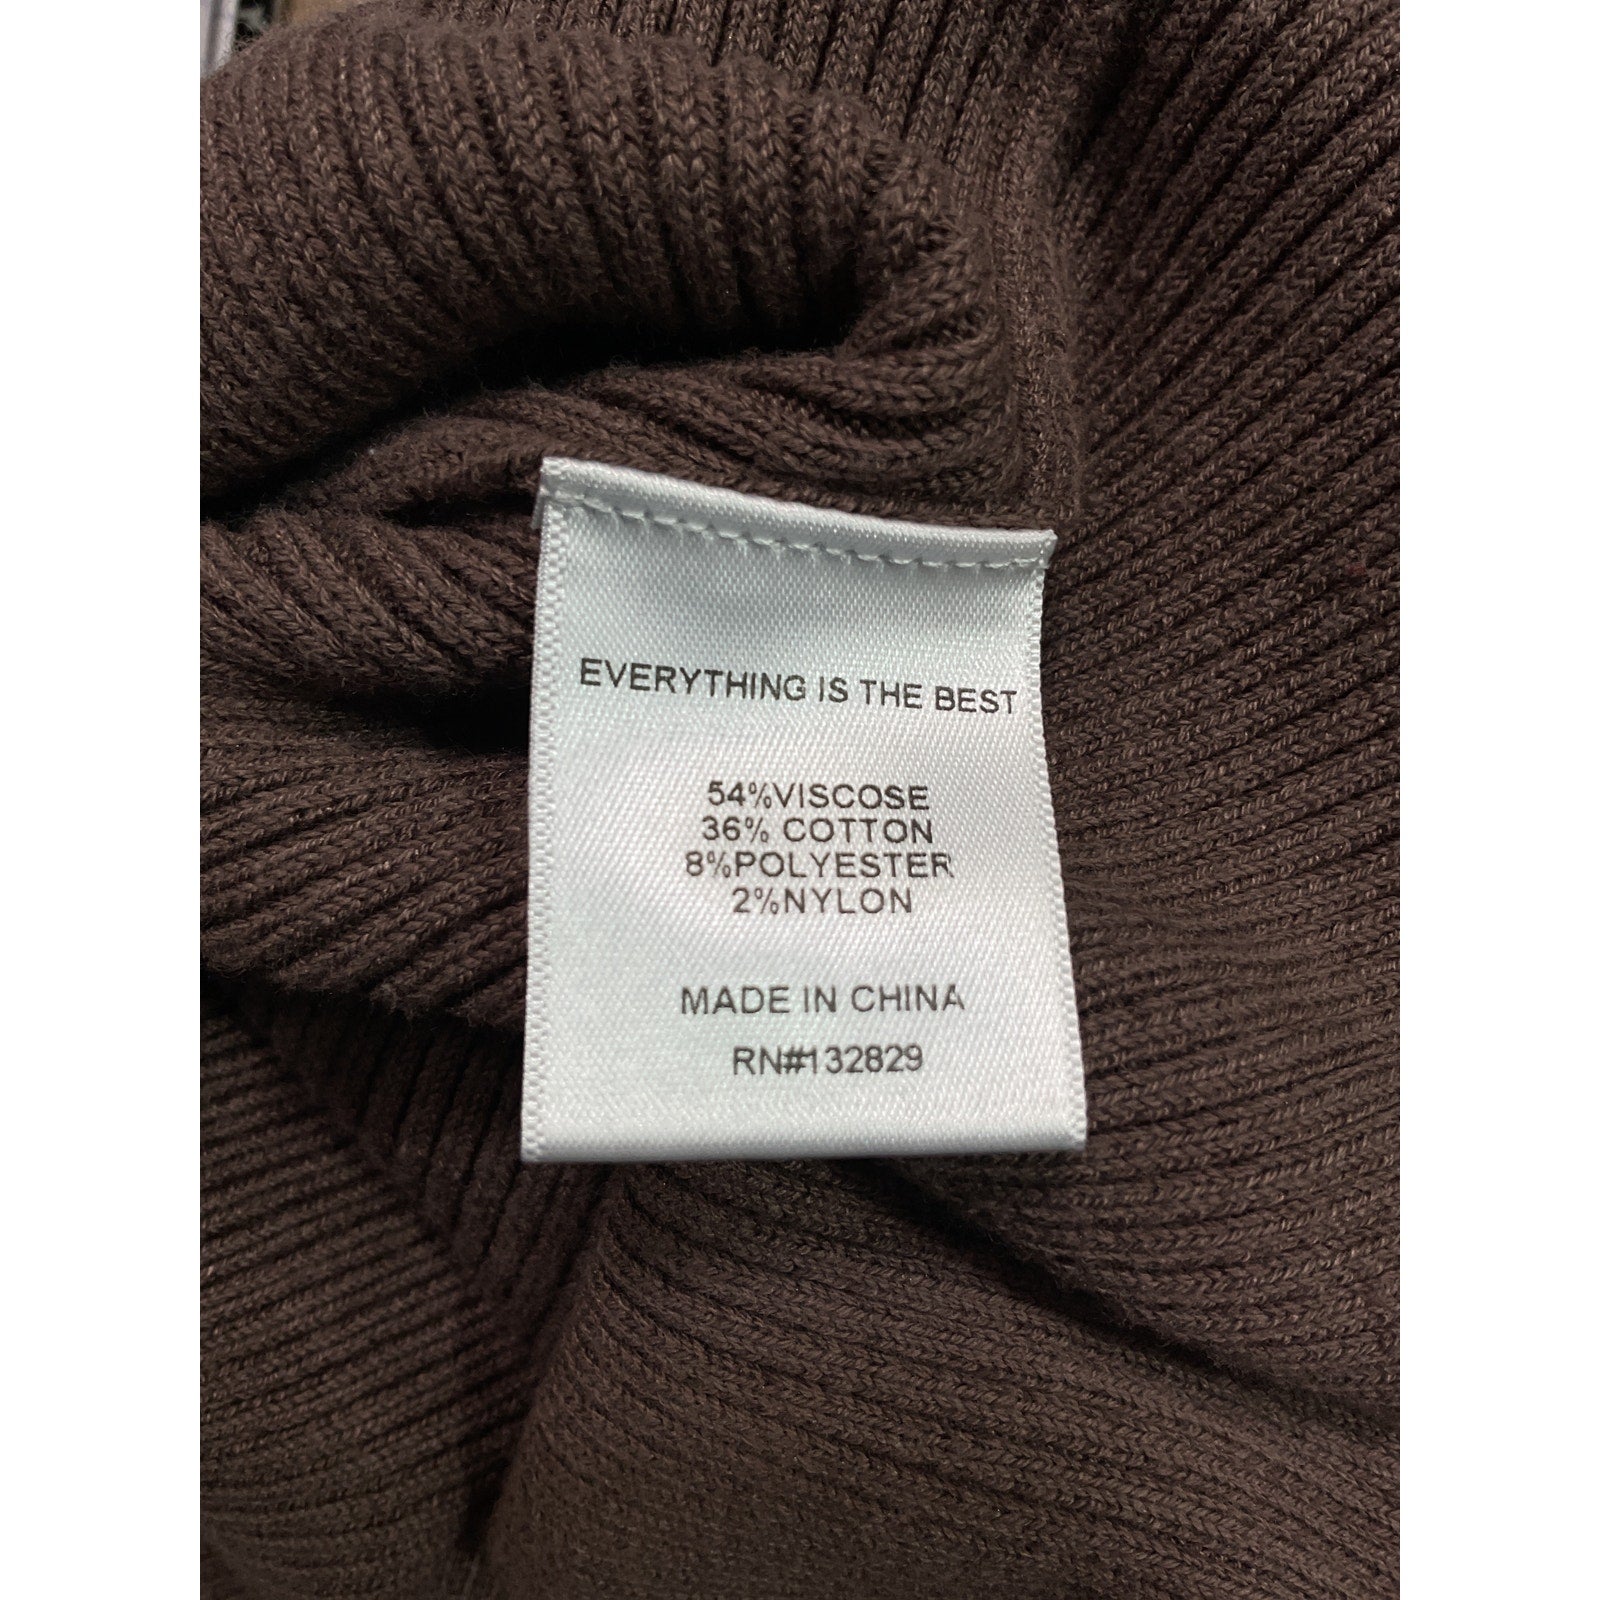 EVERYTHING IS THE BEST
54%VISCOSE
36% COTTON
8%POLYESTER
2%NYLON
MADE IN CHINA
RN#132829